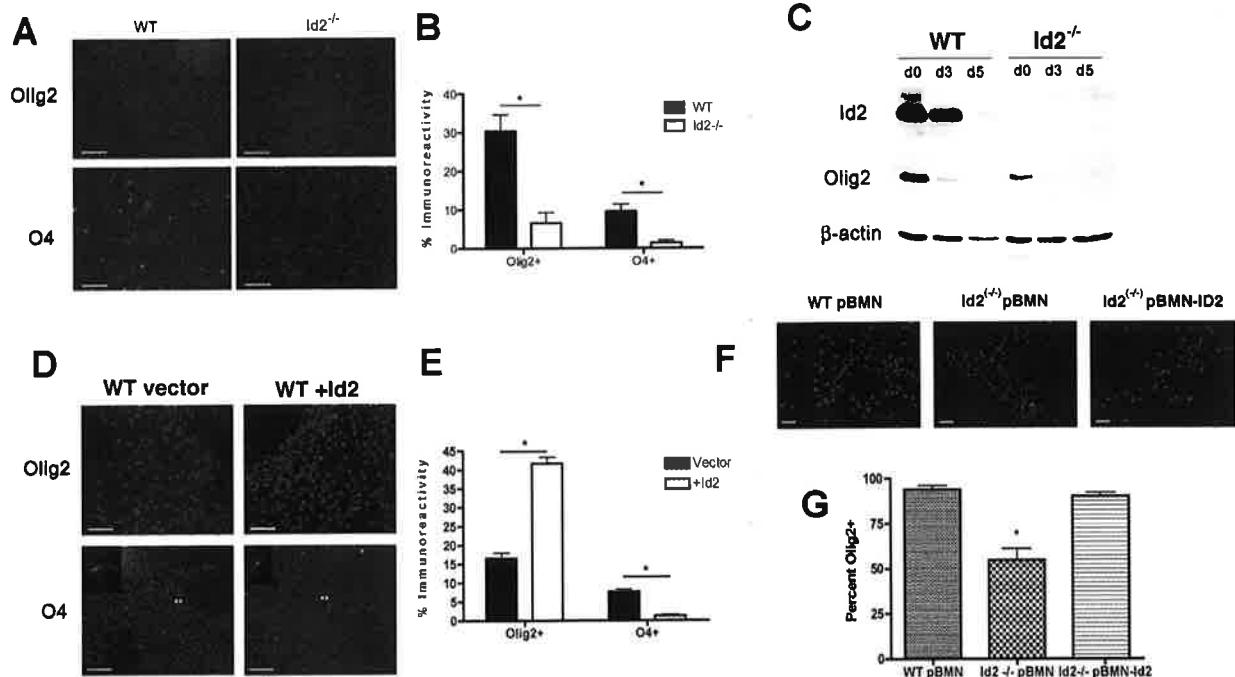 A
WT
Id2-/-
Olig2
O4
B
% Immunoreactivity
40
30
20
10
0
*
*
WT
Id2-/-
Olig2+
O4+
C
WT
Id2-/-
d0 d3 d5 d0 d3 d5
Id2
Olig2
β-actin
D
WT vector
WT +Id2
Olig2
O4
E
% Immunoreactivity
45
40
35
30
25
20
15
10
5
0
*
*
Vector
+Id2
Olig2+
O4+
F
WT pBMN
Id2(-/-) pBMN
Id2(-/-) pBMN-ID2
G
Percent Olig2+
100
75
50
25
0
*
WT pBMN
Id2 -/- pBMN
Id2-/- pBMN-Id2